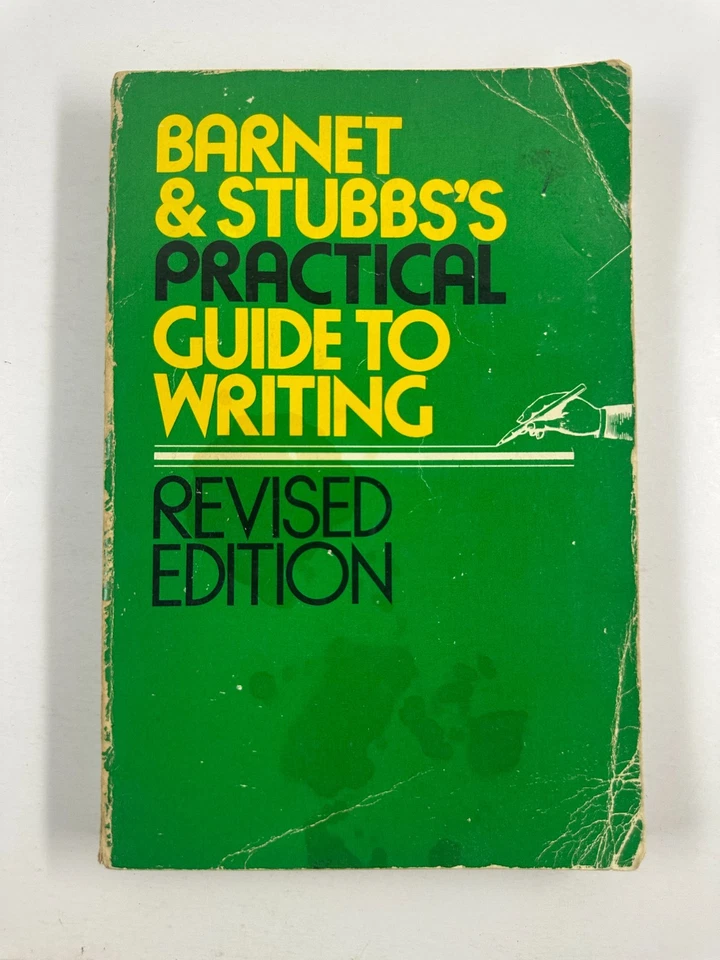 BARNET
& STUBBS'S
PRACTICAL
GUIDE TO
WRITING
REVISED
EDITION